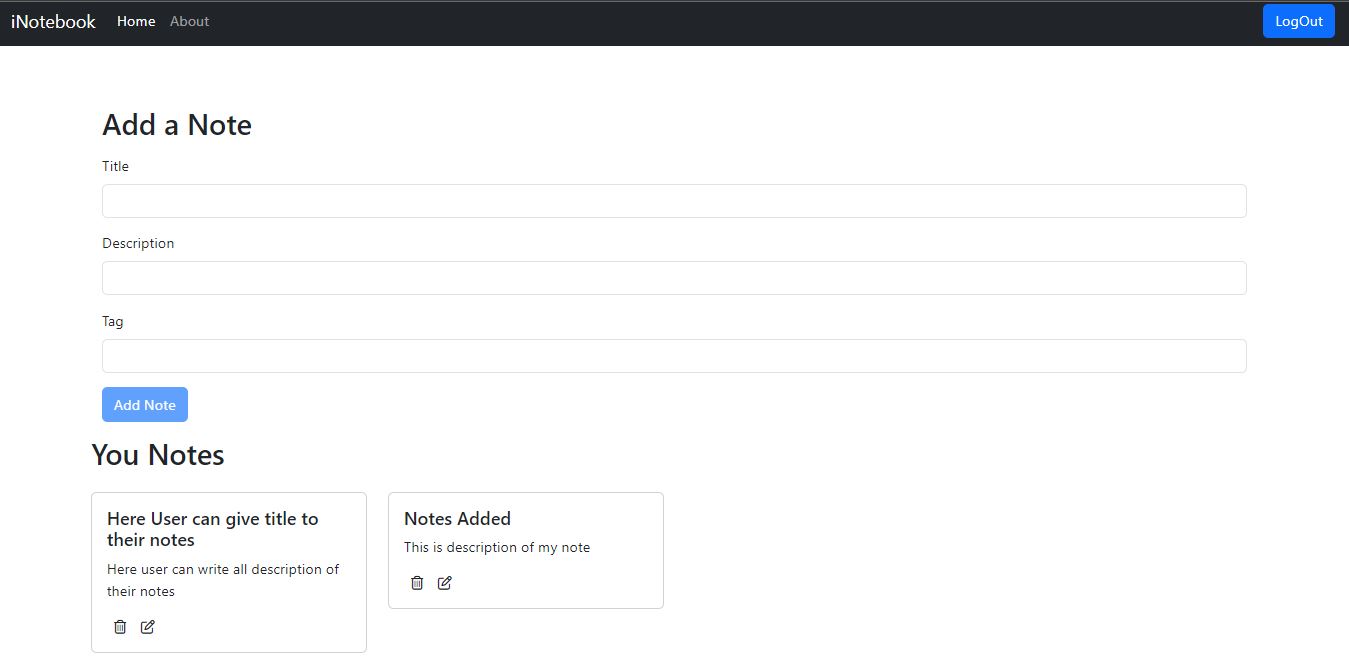 iNotebook Home About LogOut
Add a Note
Title
Description
Tag
Add Note
You Notes
Here User can give title to
their notes
Here user can write all description of
their notes
Notes Added
This is description of my note